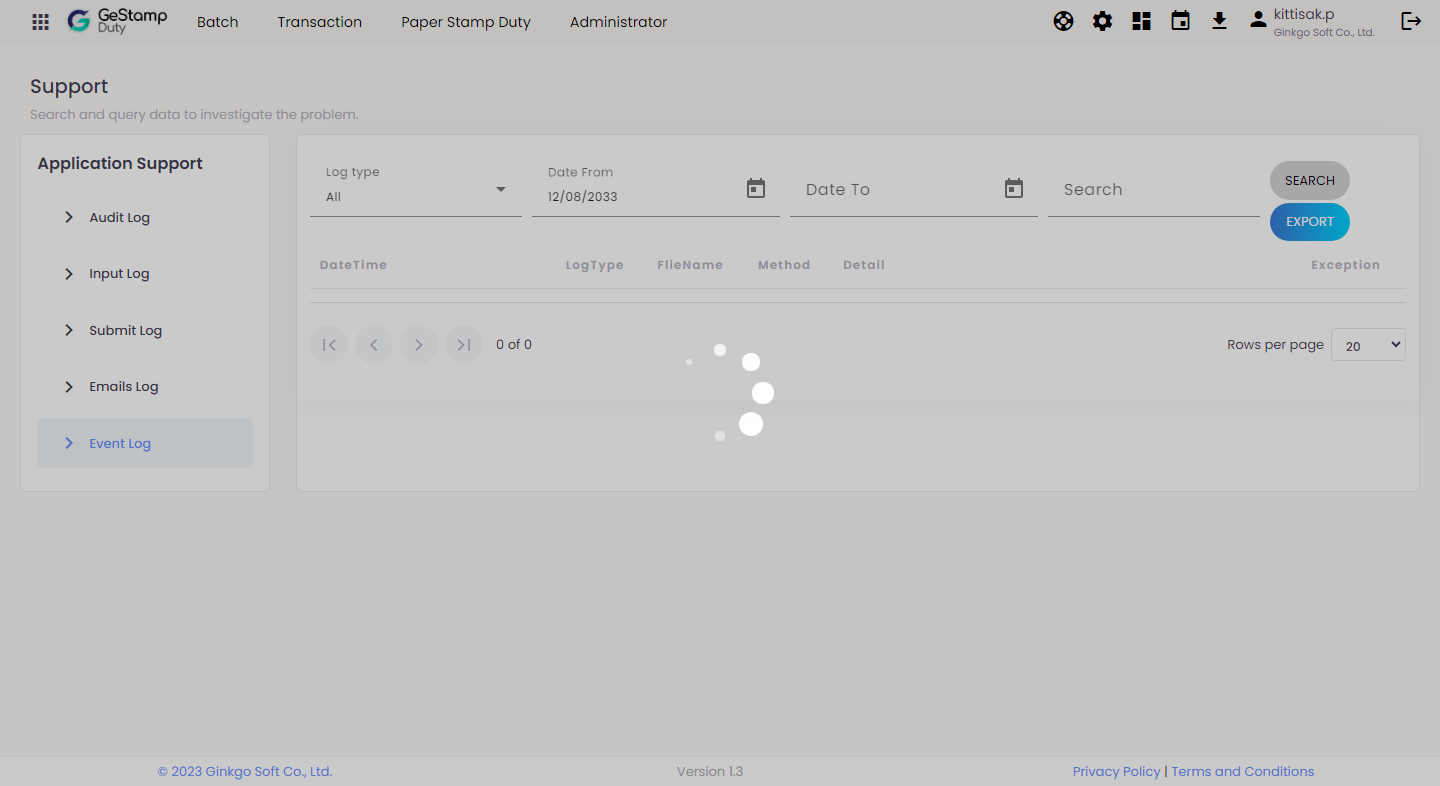 GeStamp
Duty
Batch
Transaction
Paper Stamp Duty
Administrator
kittisak.p
Ginkgo Soft Co., Ltd.
Support
Search and query data to investigate the problem.
Application Support
Audit Log
Input Log
Submit Log
Emails Log
Event Log
Log type
All
Date From
12/08/2033
Date To
Search
SEARCH
EXPORT
DateTime LogType FlieName Method Detail Exception
0 of 0
Rows per page 20
© 2023 Ginkgo Soft Co., Ltd.
Version 1.3
Privacy Policy | Terms and Conditions